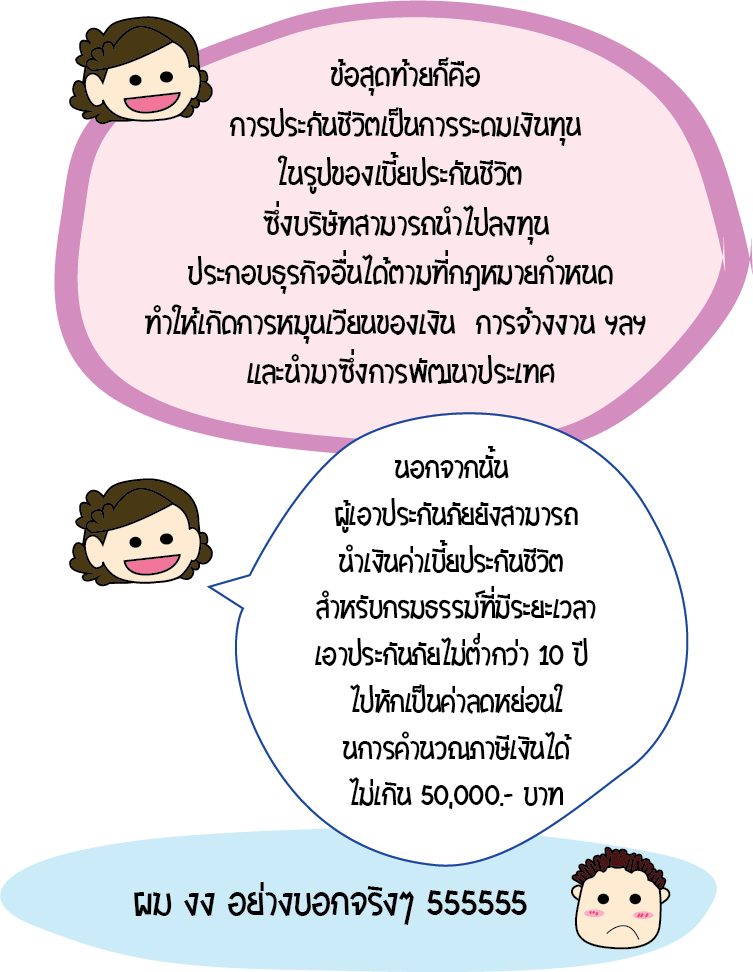 ข้อสุดท้ายก็คือ
การประกันชีวิตเป็นการระดมเงินทุน
ในรูปของเบี้ยประกันชีวิต
ซึ่งบริษัทสามารถนำไปลงทุน
ประกอบธุรกิจอื่นได้ตามที่กฎหมายกำหนด
ทำให้เกิดการหมุนเวียนของเงิน การจ้างงาน ฯลฯ
และนำมาซึ่งการพัฒนาประเทศ
นอกจากนั้น
ผู้เอาประกันภัยยังสามารถ
นำเงินค่าเบี้ยประกันชีวิต
สำหรับกรมธรรม์ที่มีระยะเวลา
เอาประกันภัยไม่ต่ำกว่า 10 ปี
ไปหักเป็นค่าลดหย่อนใ
นการคำนวณภาษีเงินได้
ไม่เกิน 50,000.- บาท
ผม งง อย่างบอกจริงๆ 555555